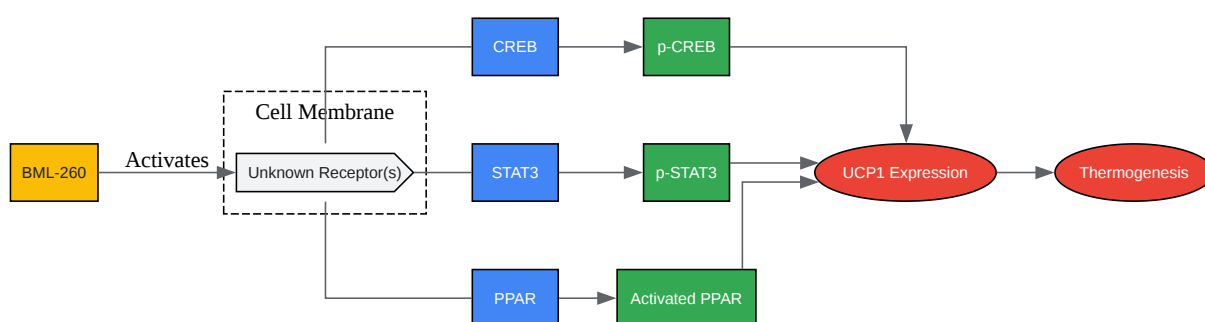 CREB
p-CREB
Cell Membrane
BML-260
Activates
Unknown Receptor(s)
STAT3
p-STAT3
UCP1 Expression
Thermogenesis
PPAR
Activated PPAR